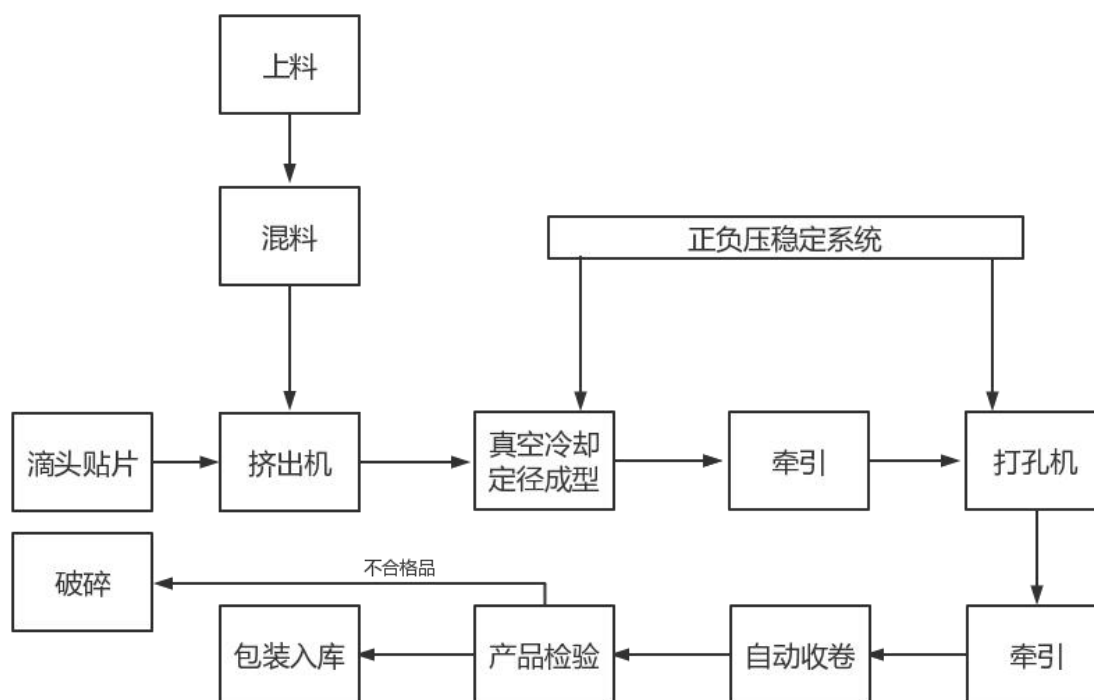 上料
混料
正负压稳定系统
滴头贴片
挤出机
真空冷却
定径成型
牵引
打孔机
破碎
不合格品
包装入库
产品检验
自动收卷
牵引